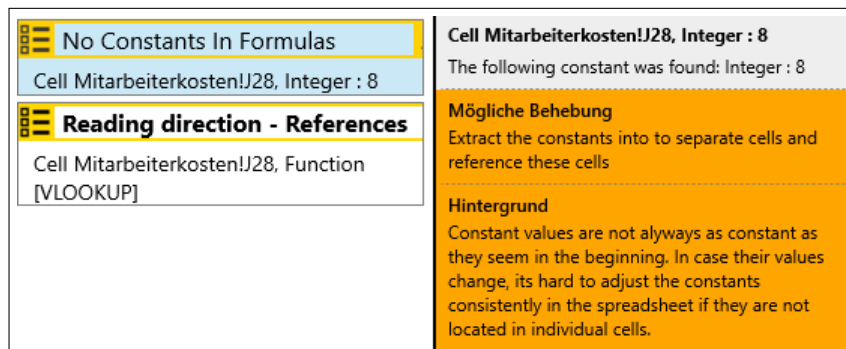 No Constants In Formulas
Cell Mitarbeiterkosten!J28, Integer : 8
Reading direction - References
Cell Mitarbeiterkosten!J28, Function
[VLOOKUP]
Cell Mitarbeiterkosten!J28, Integer : 8
The following constant was found: Integer : 8
Mögliche Behebung
Extract the constants into to separate cells and
reference these cells
Hintergrund
Constant values are not alyways as constant as
they seem in the beginning. In case their values
change, its hard to adjust the constants
consistently in the spreadsheet if they are not
located in individual cells.